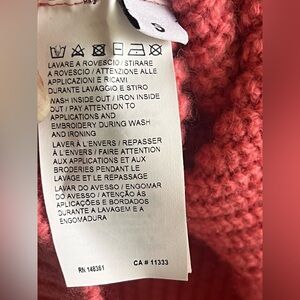 LAVARE A ROVESCIO / STIRARE
A ROVESCIO / ATTENZIONE ALLE
APPLICAZIONI E RICAMI
DURANTE LAVAGGIO E STIRO
WASH INSIDE OUT / IRON INSIDE
OUT / PAY ATTENTION TO
APPLICATIONS AND
EMBROIDERY DURING WASH
AND IRONING
LAVER À L'ENVERS / REPASSER
À L'ENVERS / FAIRE ATTENTION
AUX APPLICATIONS ET AUX
BRODERIES PENDANT LE
LAVAGE ET LE REPASSAGE
LAVAR DO AVESSO / ENGOMAR
DO AVESSO / ATENÇÃO ÀS
APLICAÇÕES E BORDADOS
DURANTE A LAVAGEM E A
ENGOMADURA
RN 148361 CA # 11333